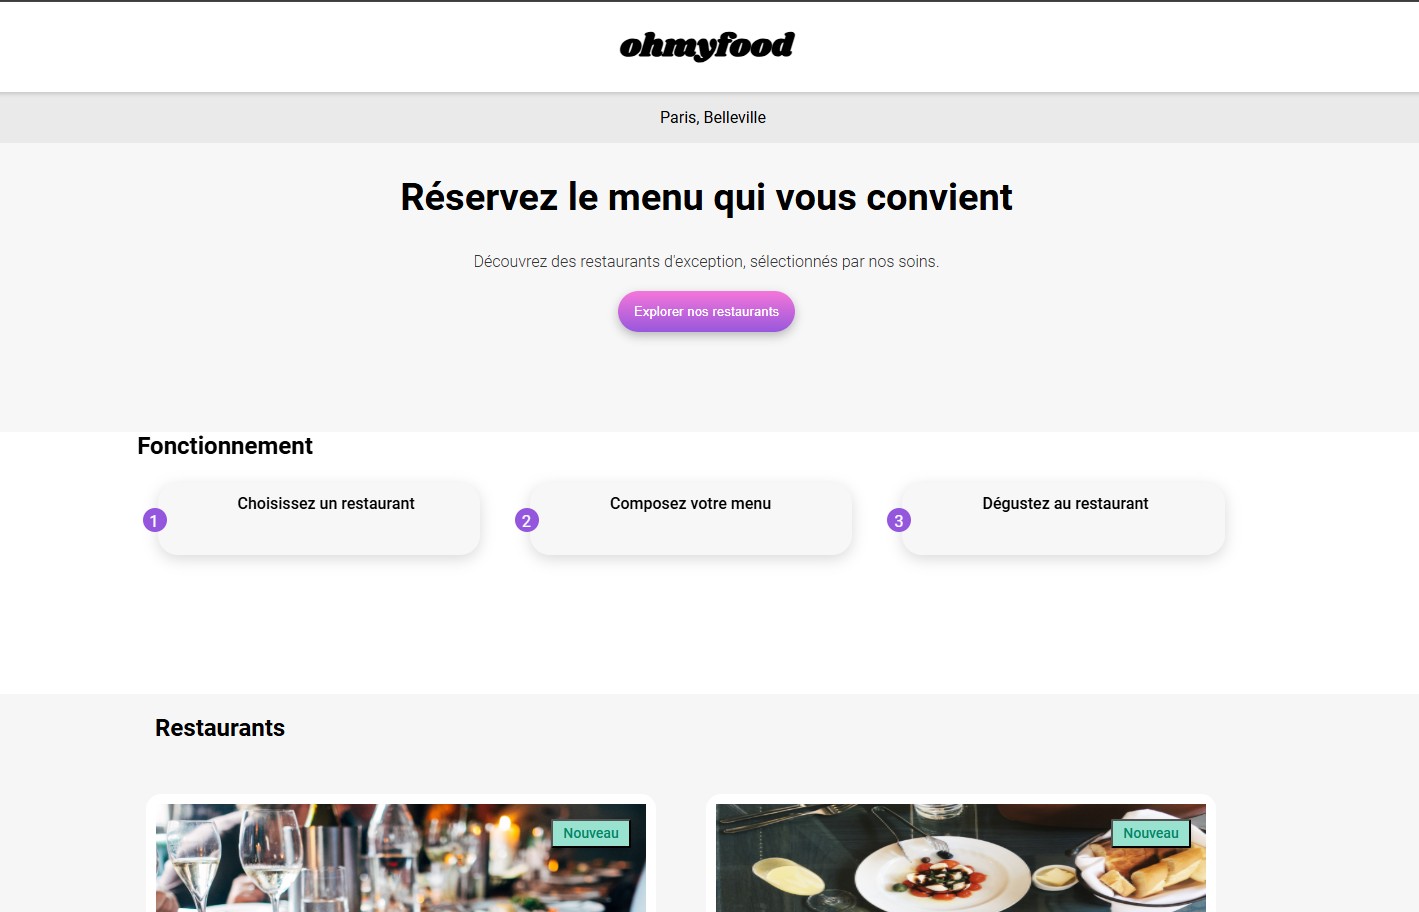 ohmyfood
Paris, Belleville
Réservez le menu qui vous convient
Découvrez des restaurants d'exception, sélectionnés par nos soins.
Explorer nos restaurants
Fonctionnement
1 Choisissez un restaurant
2 Composez votre menu
3 Dégustez au restaurant
Restaurants
Nouveau
Nouveau